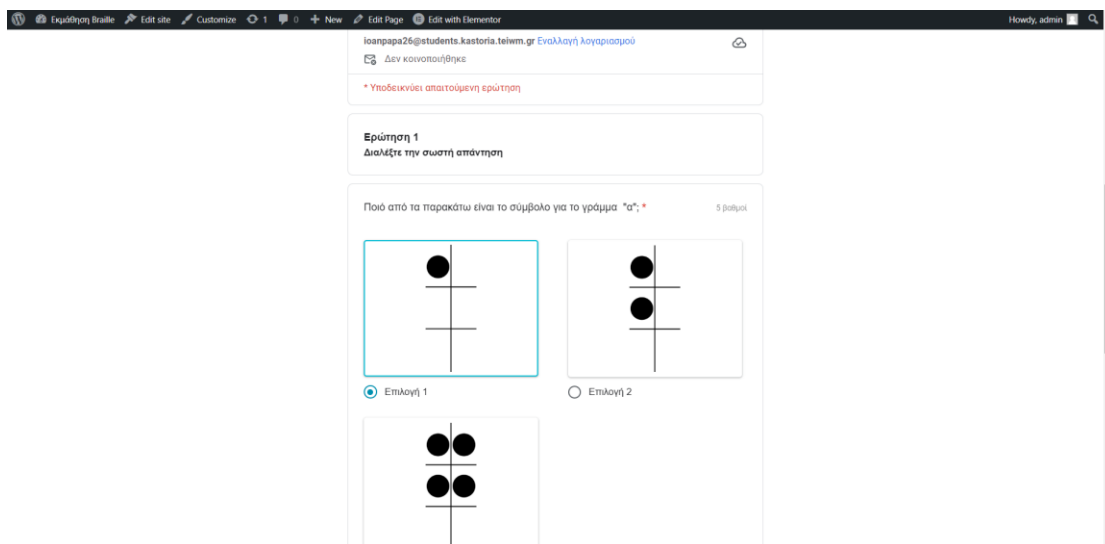 Εκμάθηση Braille Edit site Customize 1 0 New Edit Page Edit with Elementor Howdy, admin
ioanpapa26@students.kastoria.teiwm.gr Εναλλαγή λογαριασμού
Δεν κοινοποιήθηκε
* Υποδεικνύει απαιτούμενη ερώτηση
Ερώτηση 1
Διαλέξτε την σωστή απάντηση
Ποιό από τα παρακάτω είναι το σύμβολο για το γράμμα "α"; * 5 βαθμοί
Επιλογή 1 Επιλογή 2